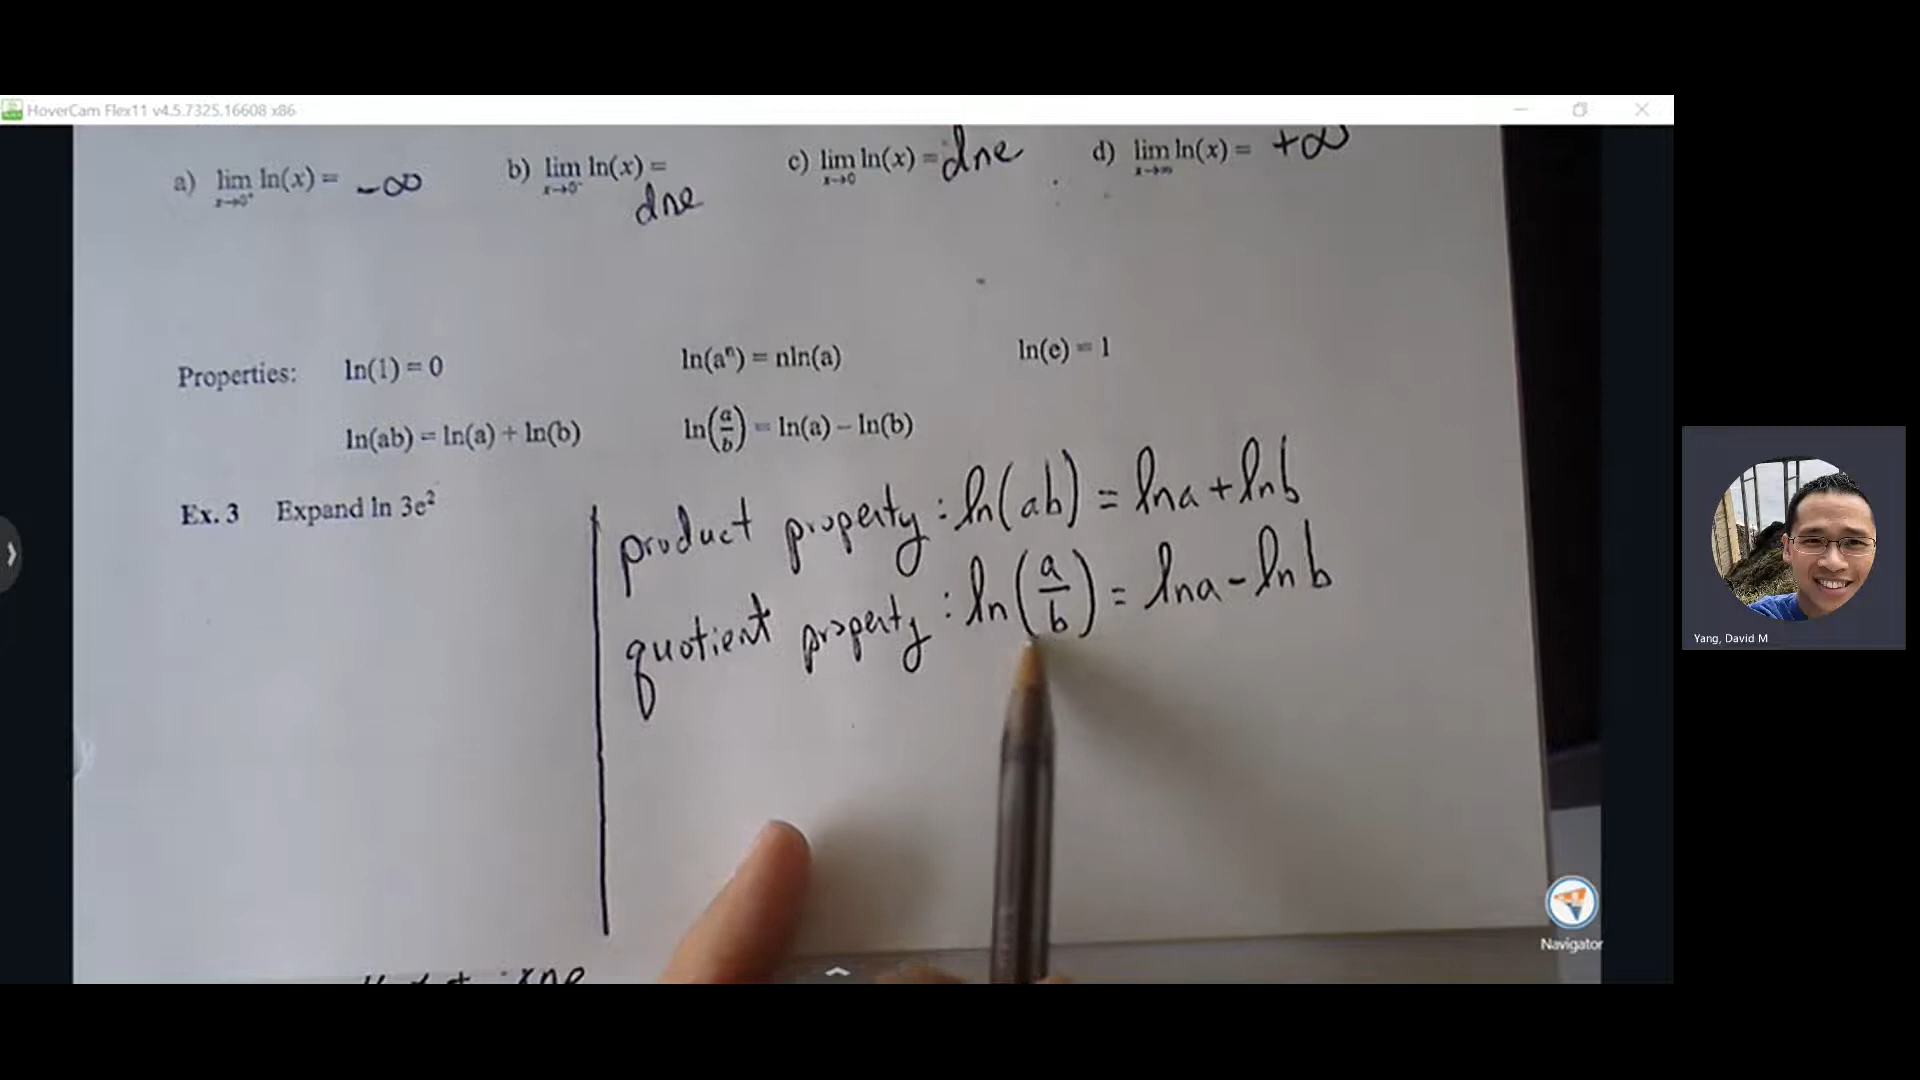 HoverCam Flex11 v4.5.7325.16608 x86
a) lim x→0⁺ ln(x) = -∞ b) lim x→0⁻ ln(x) = dne c) lim x→0 ln(x) = dne d) lim x→∞ ln(x) = +∞
Properties: ln(1) = 0 ln(aⁿ) = nln(a) ln(e) = 1
ln(ab) = ln(a) + ln(b) ln(a/b) = ln(a) – ln(b)
Ex. 3 Expand ln 3e²
product property : ln(ab) = lna + lnb
quotient property : ln(a/b) = lna - lnb
Yang, David M
Navigator